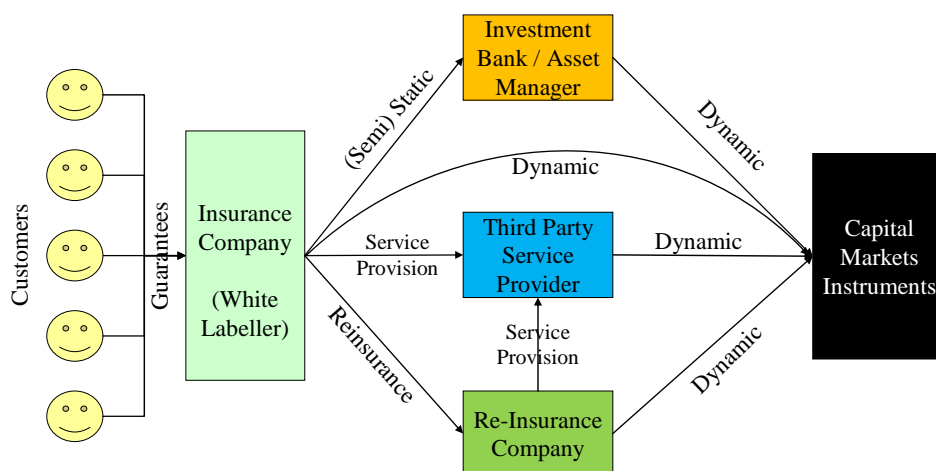 Customers
Guarantees
Insurance
Company
(White
Labeller)
(Semi) Static
Investment
Bank / Asset
Manager
Dynamic
Dynamic
Service
Provision
Third Party
Service
Provider
Dynamic
Reinsurance
Service
Provision
Re-Insurance
Company
Dynamic
Capital
Markets
Instruments